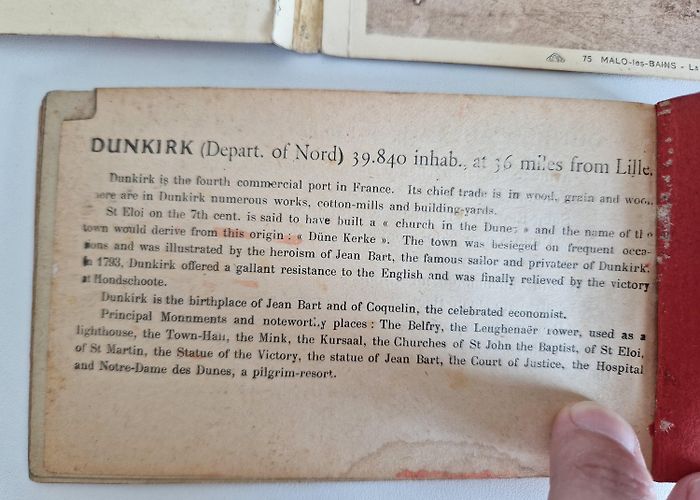 75 MALO-les-BAINS - La
DUNKIRK (Depart. of Nord) 39.840 inhab., at 36 miles from Lille.
Dunkirk is the fourth commercial port in France. Its chief trade is in wood, grain and
are in Dunkirk numerous works, cotton-mills and building-yards.
St Eloi on the 7th cent. is said to have built a « church in the Dunes » and the name of the
town would derive from this origin : « Düne Kerke ». The town was besieged on frequent occa-
sions and was illustrated by the heroism of Jean Bart, the famous sailor and privateer of Dunkirk.
In 1793, Dunkirk offered a gallant resistance to the English and was finally relieved by the victory
at Hondschoote.
Dunkirk is the birthplace of Jean Bart and of Coquelin, the celebrated economist.
Principal Monnments and noteworthy places : The Belfry, the Leughenaër tower, used as a
lighthouse, the Town-Hall, the Mink, the Kursaal, the Churches of St John the Baptist, of St Eloi,
of St Martin, the Statue of the Victory, the statue of Jean Bart, the Court of Justice, the Hospital
and Notre-Dame des Dunes, a pilgrim-resort.